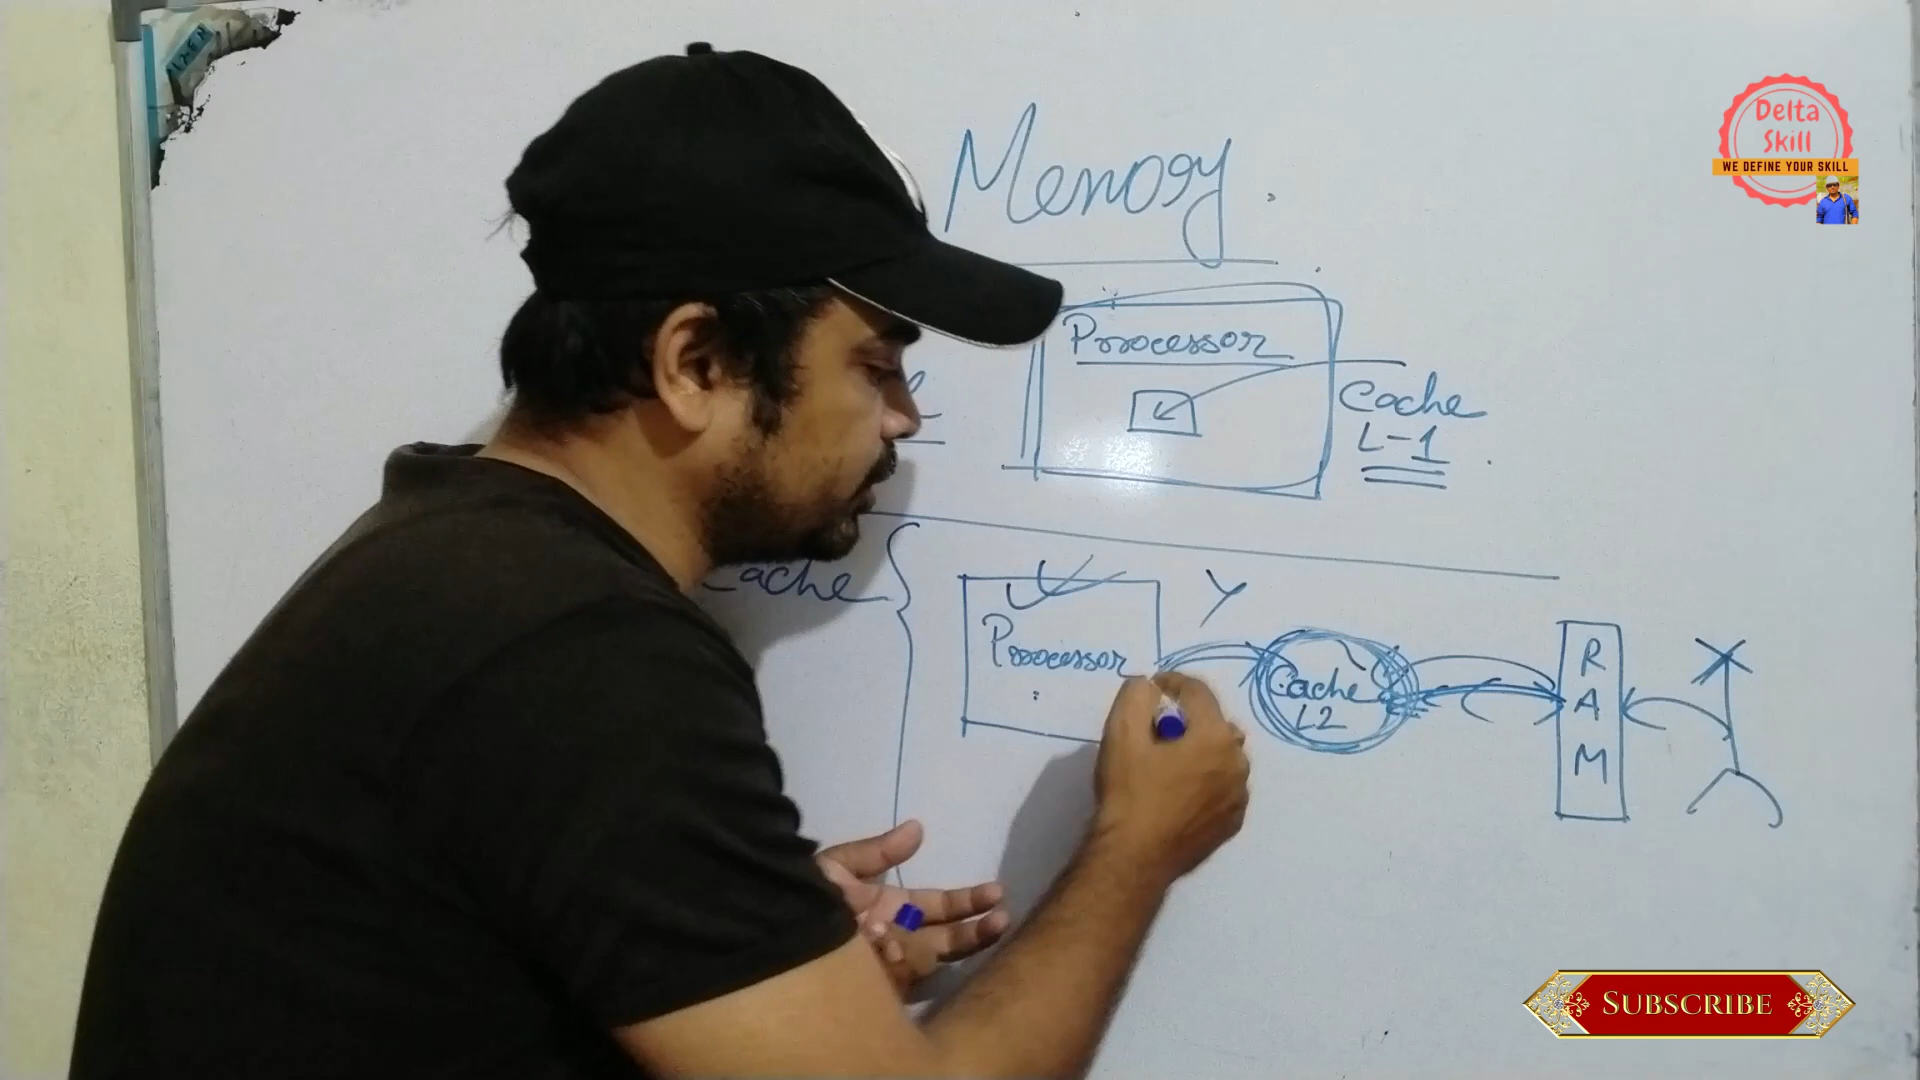 Memory
Delta
Skill
WE DEFINE YOUR SKILL
Processor
Cache
L-1
Cache
Processor
Y
Cache
L2
R
A
M
SUBSCRIBE